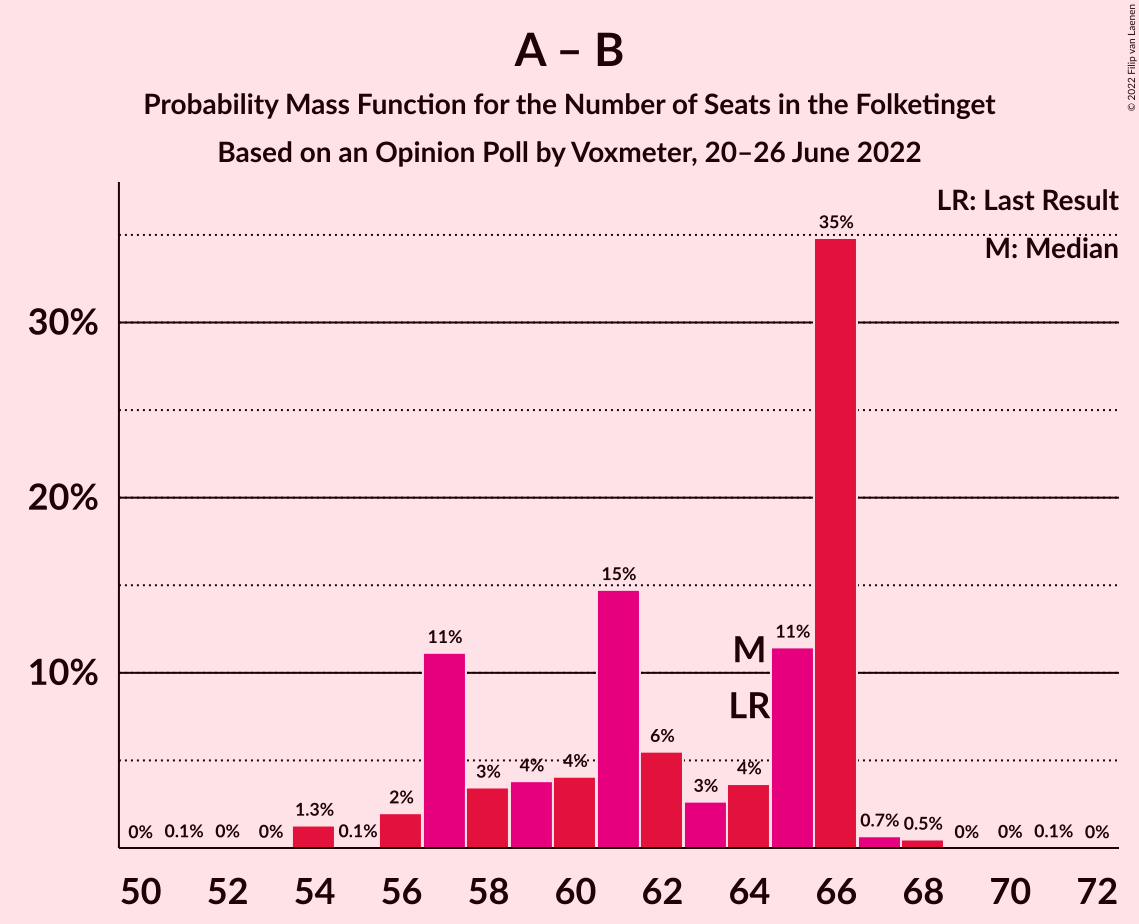 A – B
Probability Mass Function for the Number of Seats in the Folketinget
Based on an Opinion Poll by Voxmeter, 20–26 June 2022
© 2022 Filip van Laenen
LR: Last Result
M: Median
35%
30%
20%
15%
11%
M
11%
10%
LR
6%
3%
4%
4%
3%
4%
0%
0.1%
0%
0%
1.3%
0.1%
2%
0.7%
0.5%
0%
0%
0.1%
0%
50 52 54 56 58 60 62 64 66 68 70 72